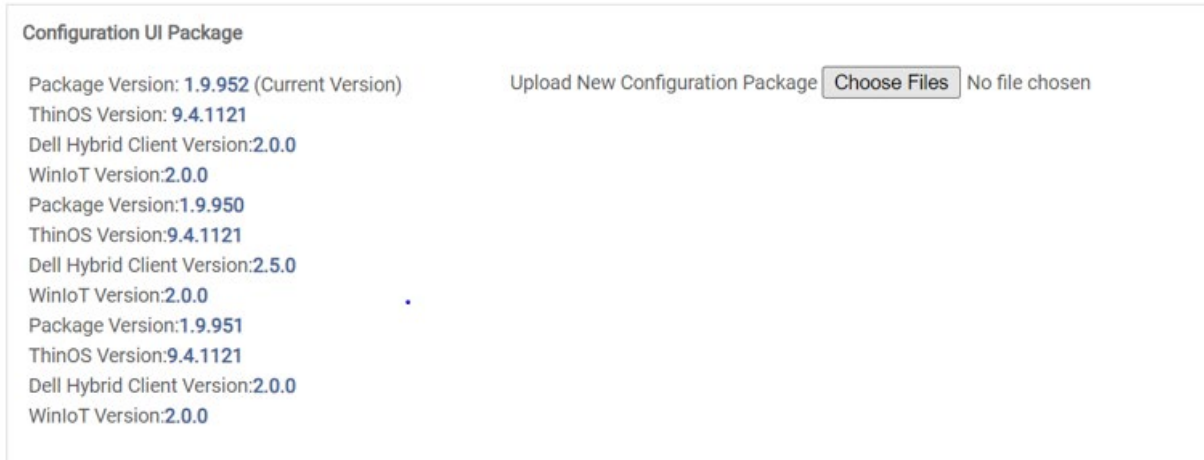 Configuration UI Package
Package Version: 1.9.952 (Current Version)
Upload New Configuration Package Choose Files No file chosen
ThinOS Version: 9.4.1121
Dell Hybrid Client Version:2.0.0
WinIoT Version:2.0.0
Package Version:1.9.950
ThinOS Version:9.4.1121
Dell Hybrid Client Version:2.5.0
WinIoT Version:2.0.0
Package Version:1.9.951
ThinOS Version:9.4.1121
Dell Hybrid Client Version:2.0.0
WinIoT Version:2.0.0